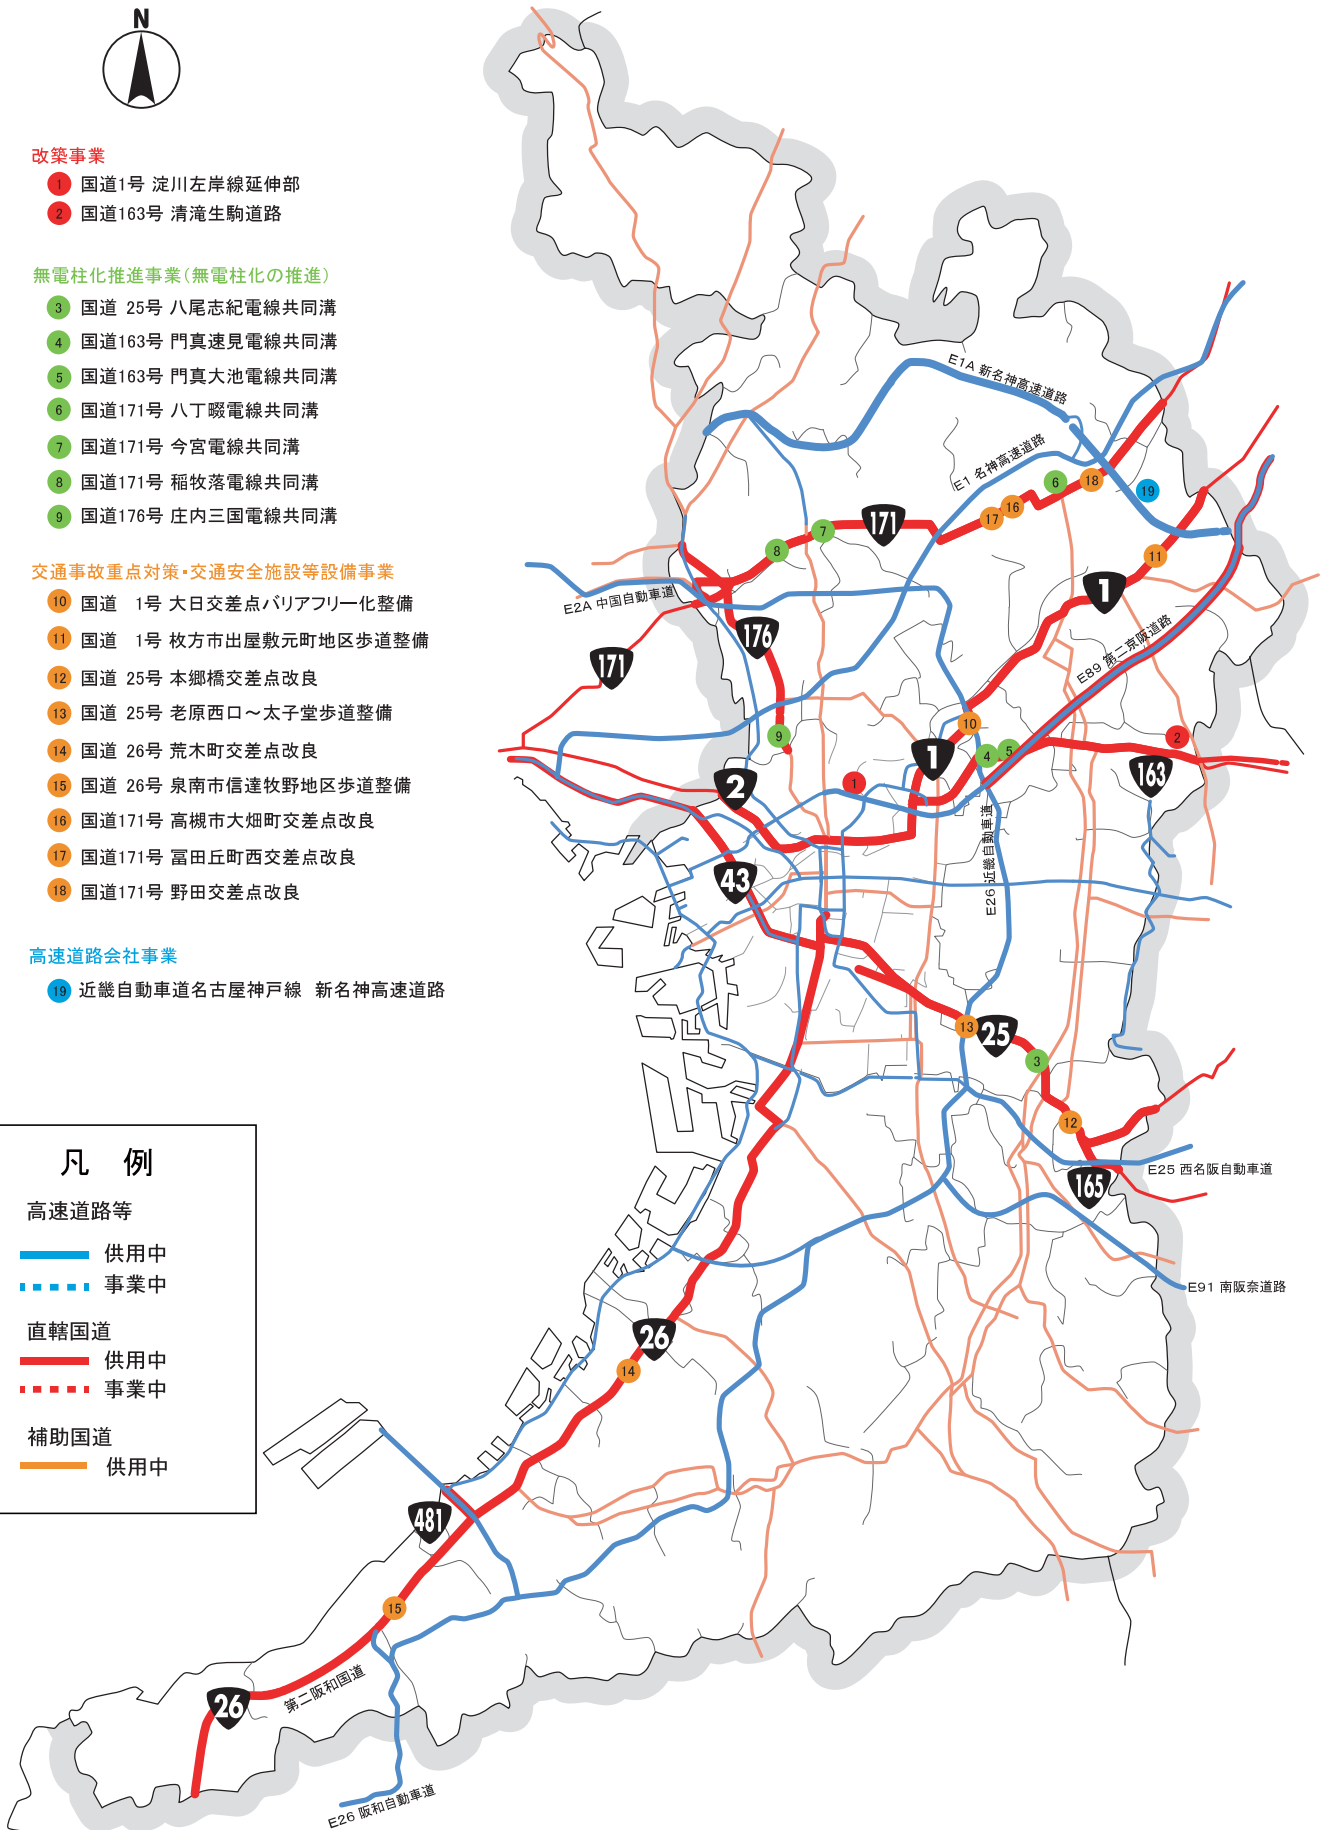 N
改築事業
1 国道1号 淀川左岸線延伸部
2 国道163号 清滝生駒道路
無電柱化推進事業(無電柱化の推進)
3 国道 25号 八尾志紀電線共同溝
4 国道163号 門真速見電線共同溝
5 国道163号 門真大池電線共同溝
6 国道171号 八丁畷電線共同溝
7 国道171号 今宮電線共同溝
8 国道171号 稲牧落電線共同溝
9 国道176号 庄内三国電線共同溝
交通事故重点対策・交通安全施設等設備事業
10 国道 1号 大日交差点バリアフリー化整備
11 国道 1号 枚方市出屋敷元町地区歩道整備
12 国道 25号 本郷橋交差点改良
13 国道 25号 老原西口～太子堂歩道整備
14 国道 26号 荒木町交差点改良
15 国道 26号 泉南市信達牧野地区歩道整備
16 国道171号 高槻市大畑町交差点改良
17 国道171号 冨田丘町西交差点改良
18 国道171号 野田交差点改良
高速道路会社事業
19 近畿自動車道名古屋神戸線 新名神高速道路
凡 例
高速道路等
供用中
事業中
直轄国道
供用中
事業中
補助国道
供用中
E1A 新名神高速道路
E1 名神高速道路
6
18
19
16
17
171
7
8
11
1
E2A 中国自動車道
176
171
E89 第二京阪道路
9
10
1
4
5
2
163
2
1
43
E26 近畿自動車道
13
25
3
12
E25 西名阪自動車道
165
E91 南阪奈道路
26
14
481
15
第二阪和国道
26
E26 阪和自動車道